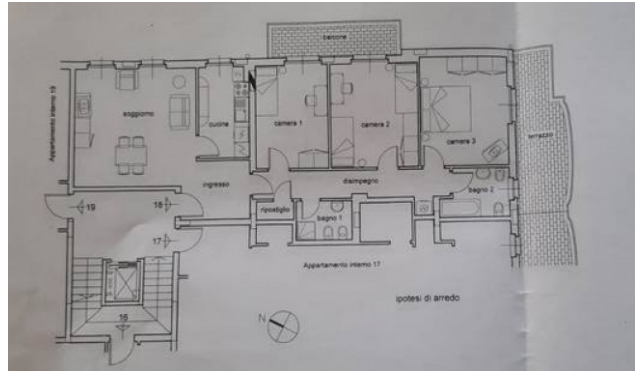 balcone
Appartamento interno 19
soggiorno
cucina
camera 1
camera 2
camera 3
terrazzo
ingresso
disimpegno
bagno 2
ripostiglio
bagno 1
19
18
17
Appartamento interno 17
ipotesi di arredo
N
16